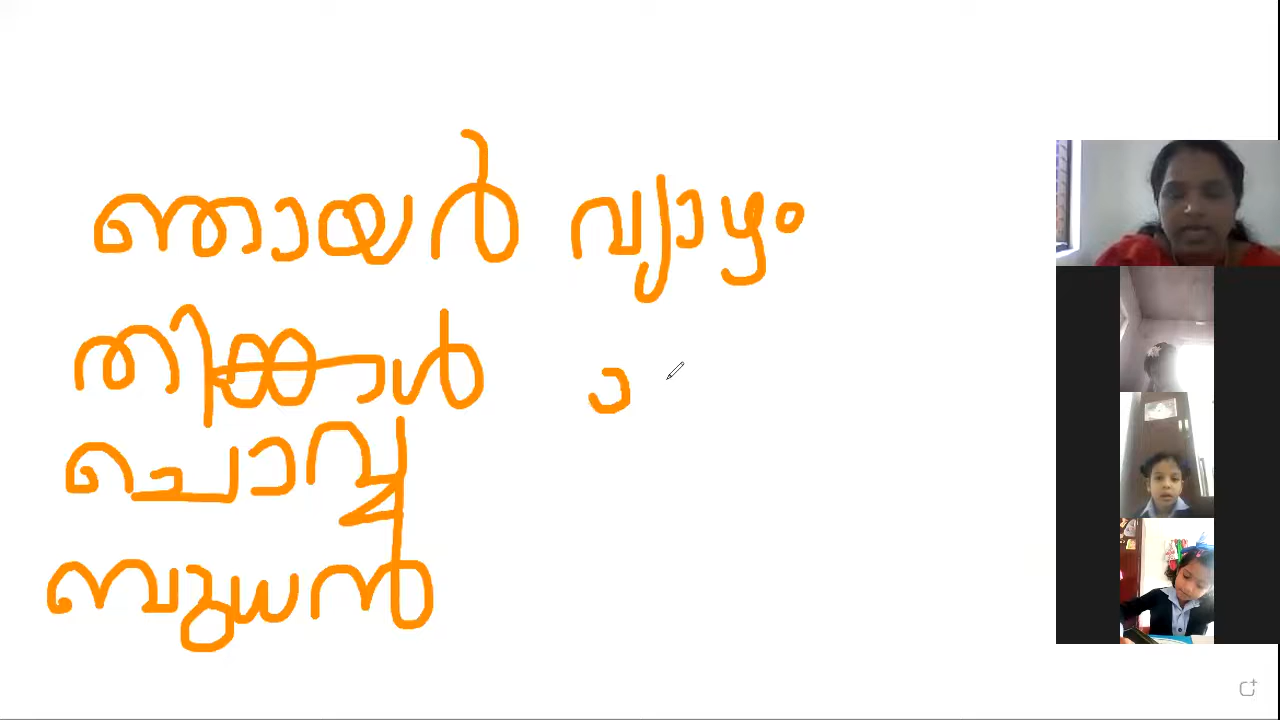 ഞായർ വ്യാഴം
തിങ്കൾ
ചൊവ്വ
ബുധൻ